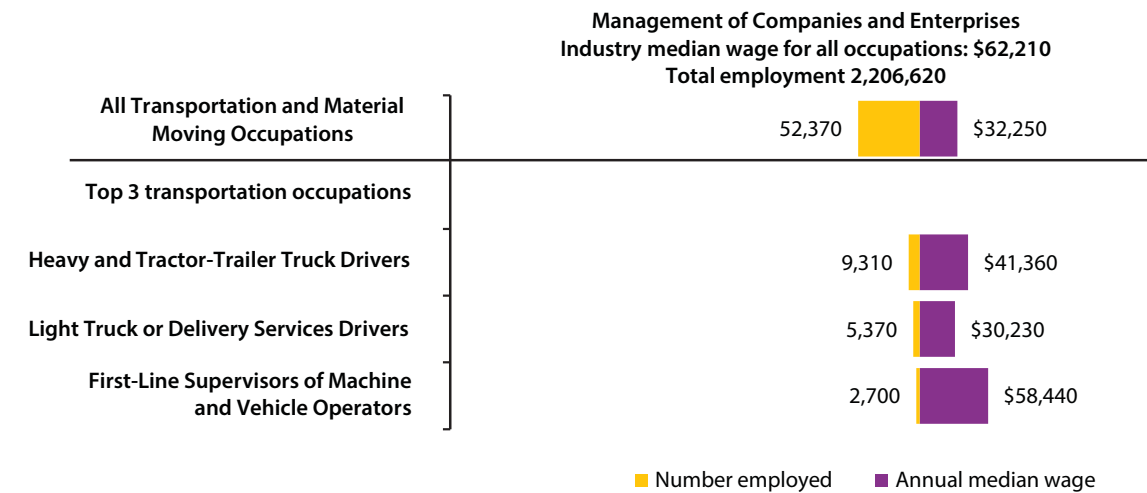 Management of Companies and Enterprises
Industry median wage for all occupations: $62,210
Total employment 2,206,620
All Transportation and Material
Moving Occupations
52,370
$32,250
Top 3 transportation occupations
Heavy and Tractor-Trailer Truck Drivers
9,310
$41,360
Light Truck or Delivery Services Drivers
5,370
$30,230
First-Line Supervisors of Machine
and Vehicle Operators
2,700
$58,440
Number employed
Annual median wage